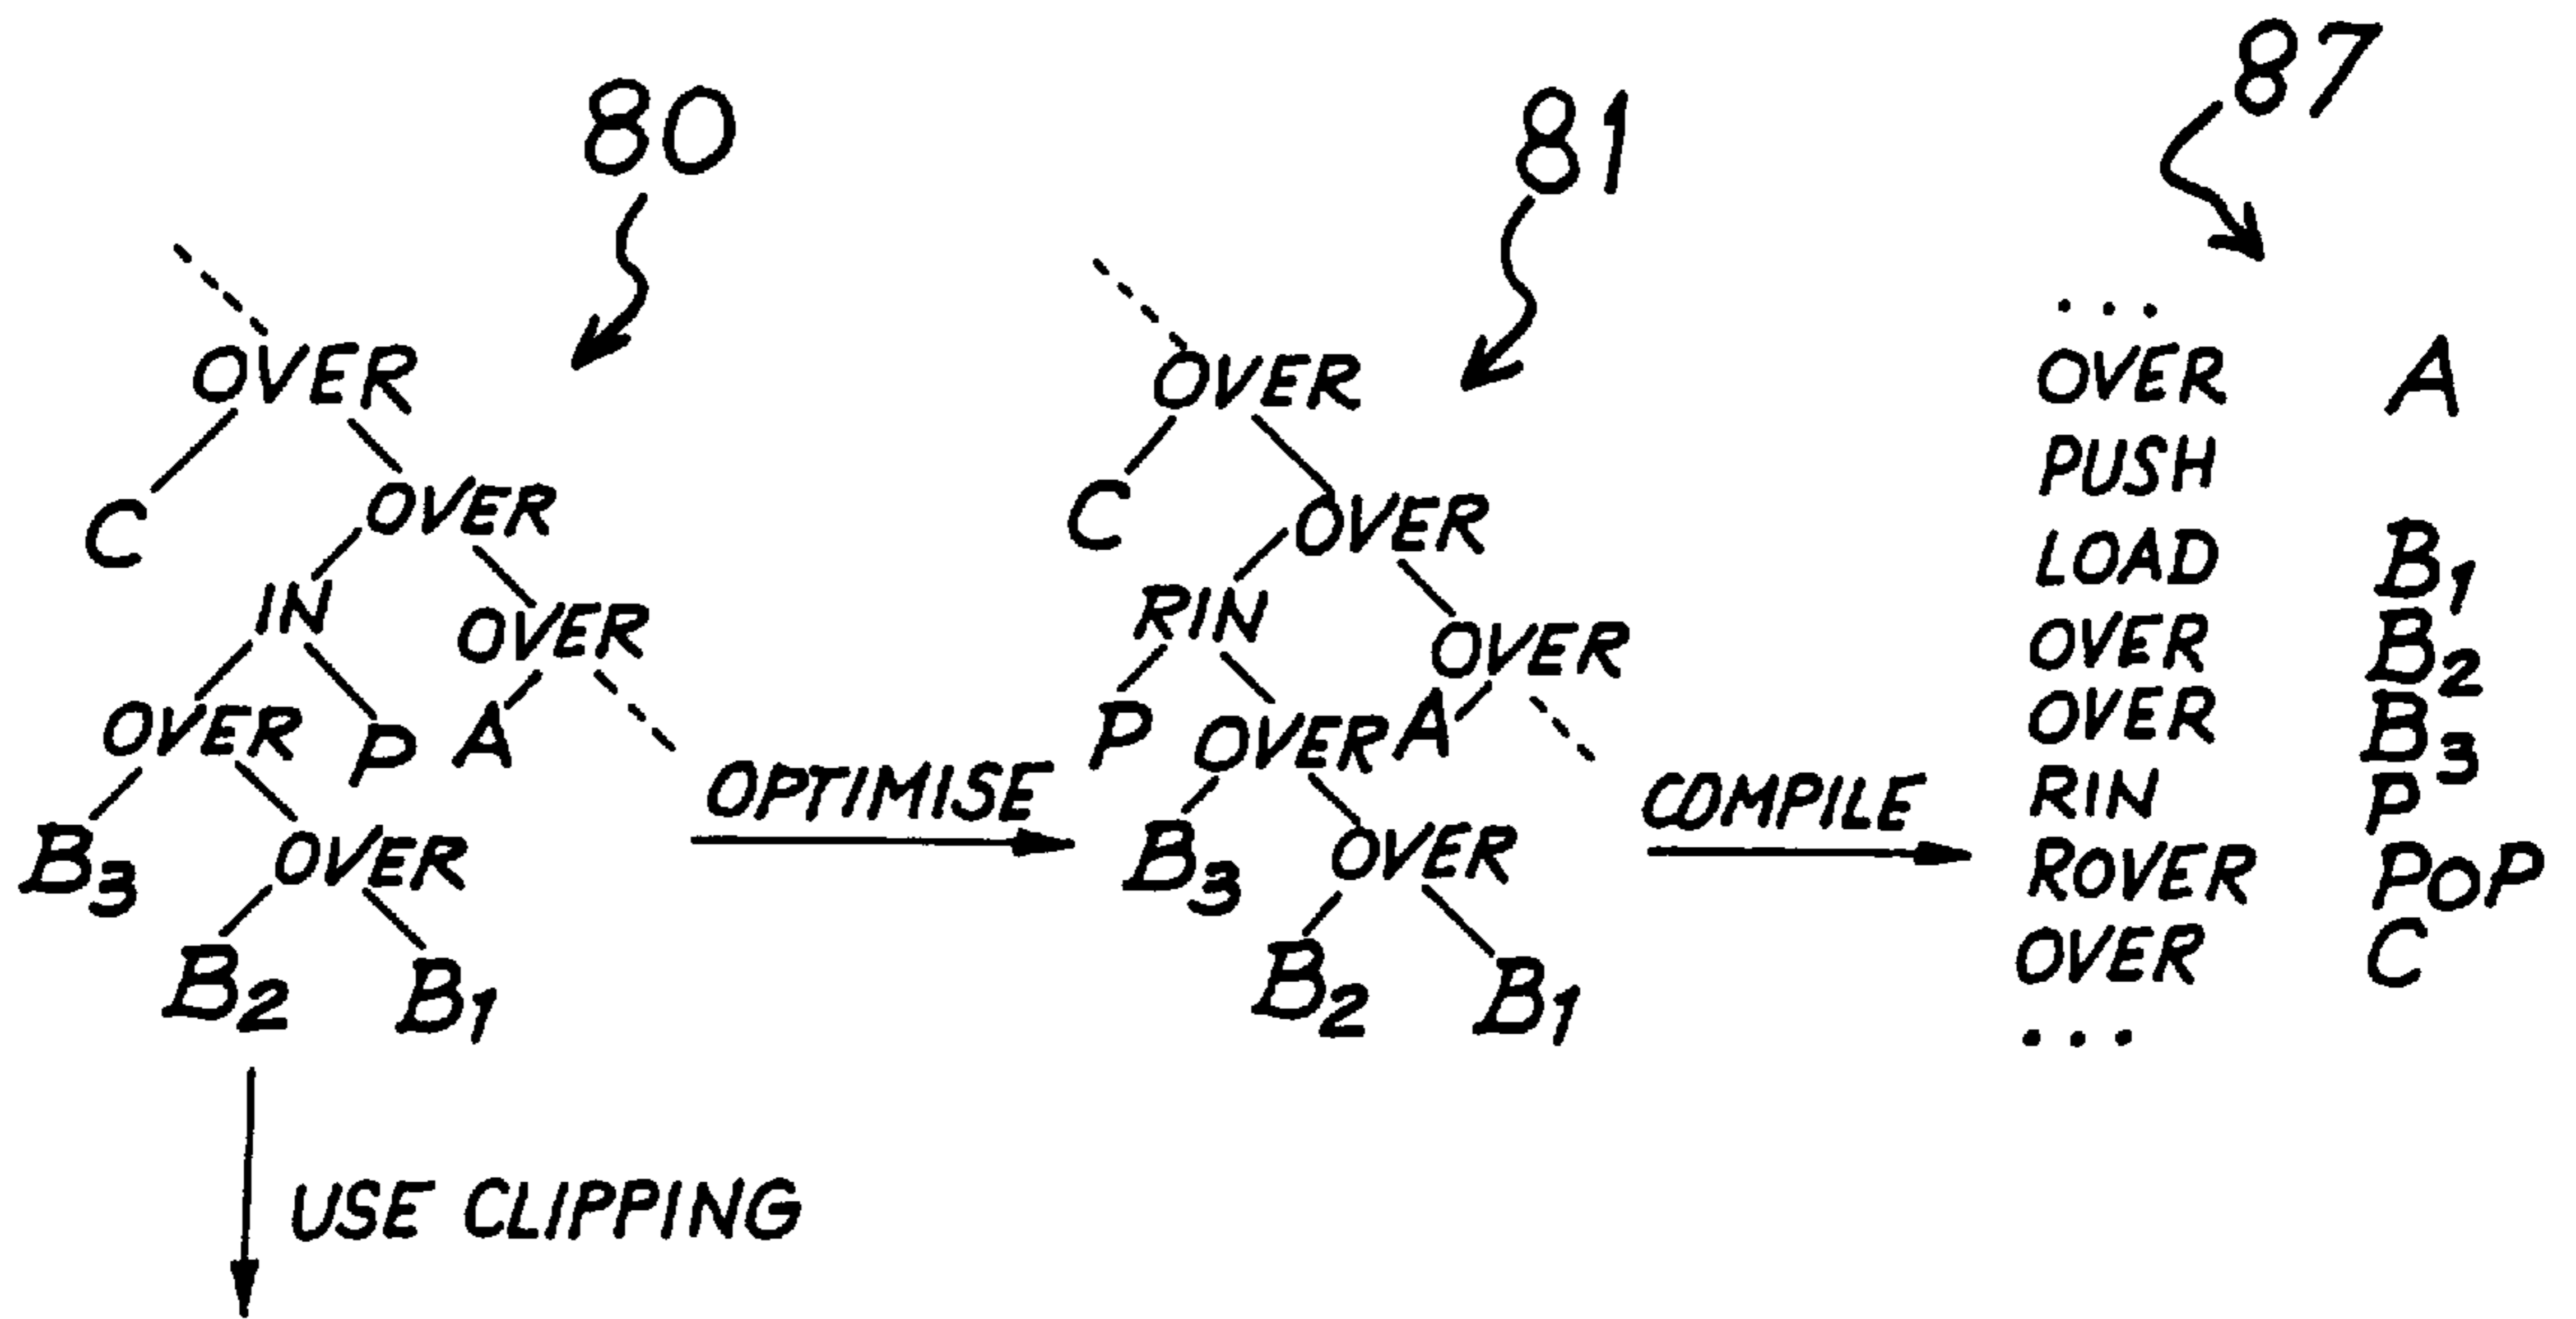 80
81
87
OVER
C OVER
IN OVER
OVER P A
B3 OVER
B2 B1
OPTIMISE
OVER
C OVER
RIN OVER
P OVER A
B3 OVER
B2 B1
COMPILE
...
OVER A
PUSH
LOAD B1
OVER B2
OVER B3
RIN P
ROVER POP
OVER C
...
USE CLIPPING